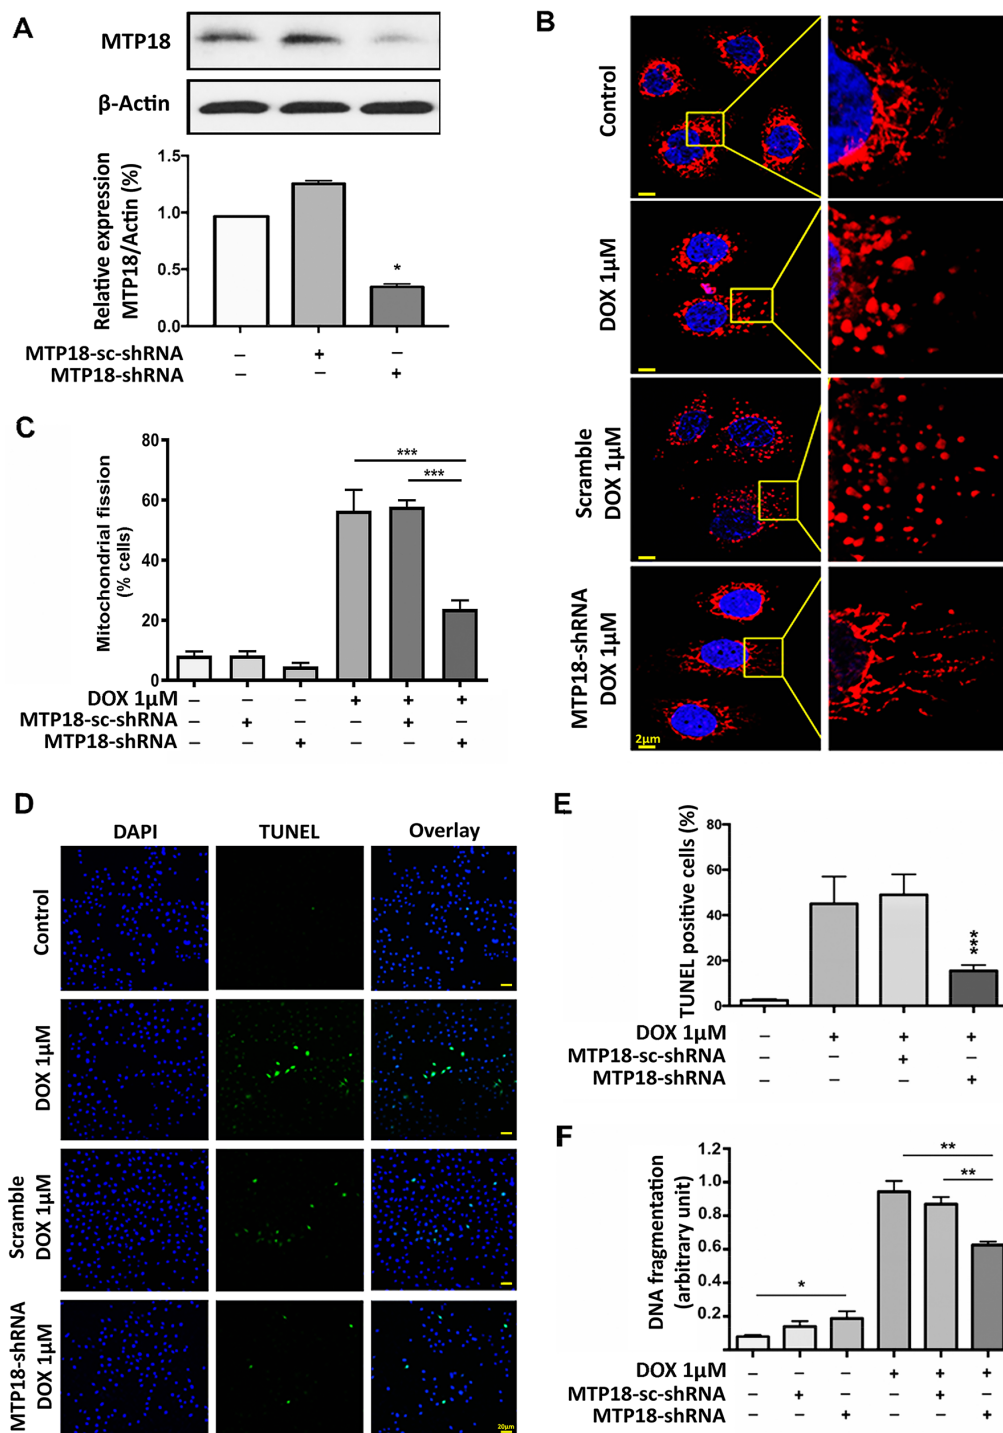 A
MTP18
β-Actin
Relative expression
MTP18/Actin (%)
1.5
1.0
0.5
0.0
*
MTP18-sc-shRNA – + –
MTP18-shRNA – – +
B
Control
DOX 1μM
Scramble
DOX 1μM
MTP18-shRNA
DOX 1μM
2μm
C
Mitochondrial fission
(% cells)
80
60
40
20
0
***
***
DOX 1μM – – – + + +
MTP18-sc-shRNA – + – – + –
MTP18-shRNA – – + – – +
D
DAPI TUNEL Overlay
Control
DOX 1μM
Scramble
DOX 1μM
MTP18-shRNA
DOX 1μM
20μm
E
TUNEL positive cells (%)
80
60
40
20
0
***
DOX 1μM – + + +
MTP18-sc-shRNA – – + –
MTP18-shRNA – – – +
F
DNA fragmentation
(arbitrary unit)
1.2
1.0
0.8
0.6
0.4
0.2
*
**
**
DOX 1μM – – – + + +
MTP18-sc-shRNA – + – – + –
MTP18-shRNA – – + – – +